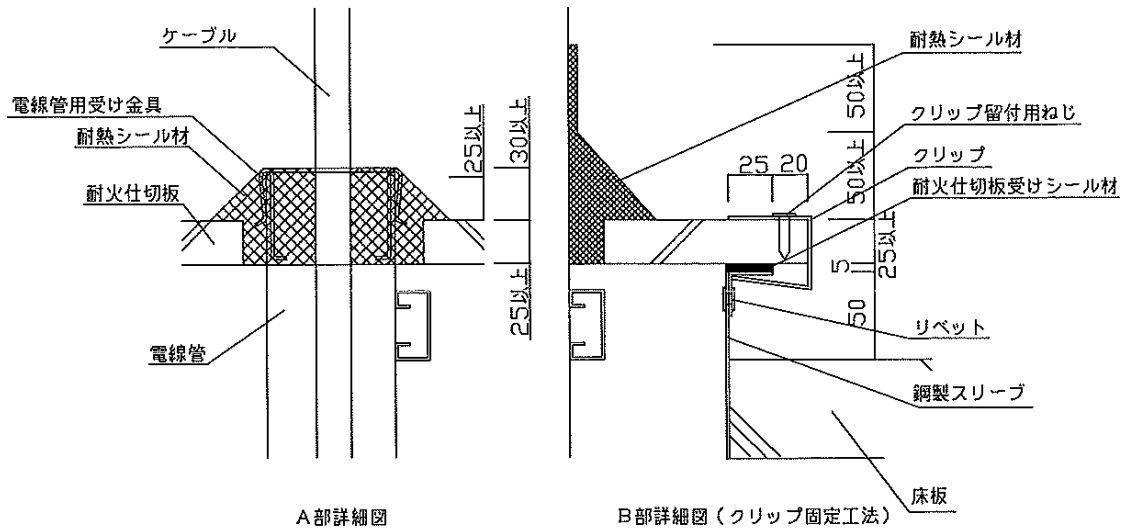 ケーブル
電線管用受け金具
耐熱シール材
耐火仕切板
電線管
25以上
30以上
25以上
A部詳細図
耐熱シール材
クリップ留付用ねじ
クリップ
耐火仕切板受けシール材
リベット
鋼製スリーブ
床板
25 20
50以上
50以上
25以上
5
50
B部詳細図(クリップ固定工法)